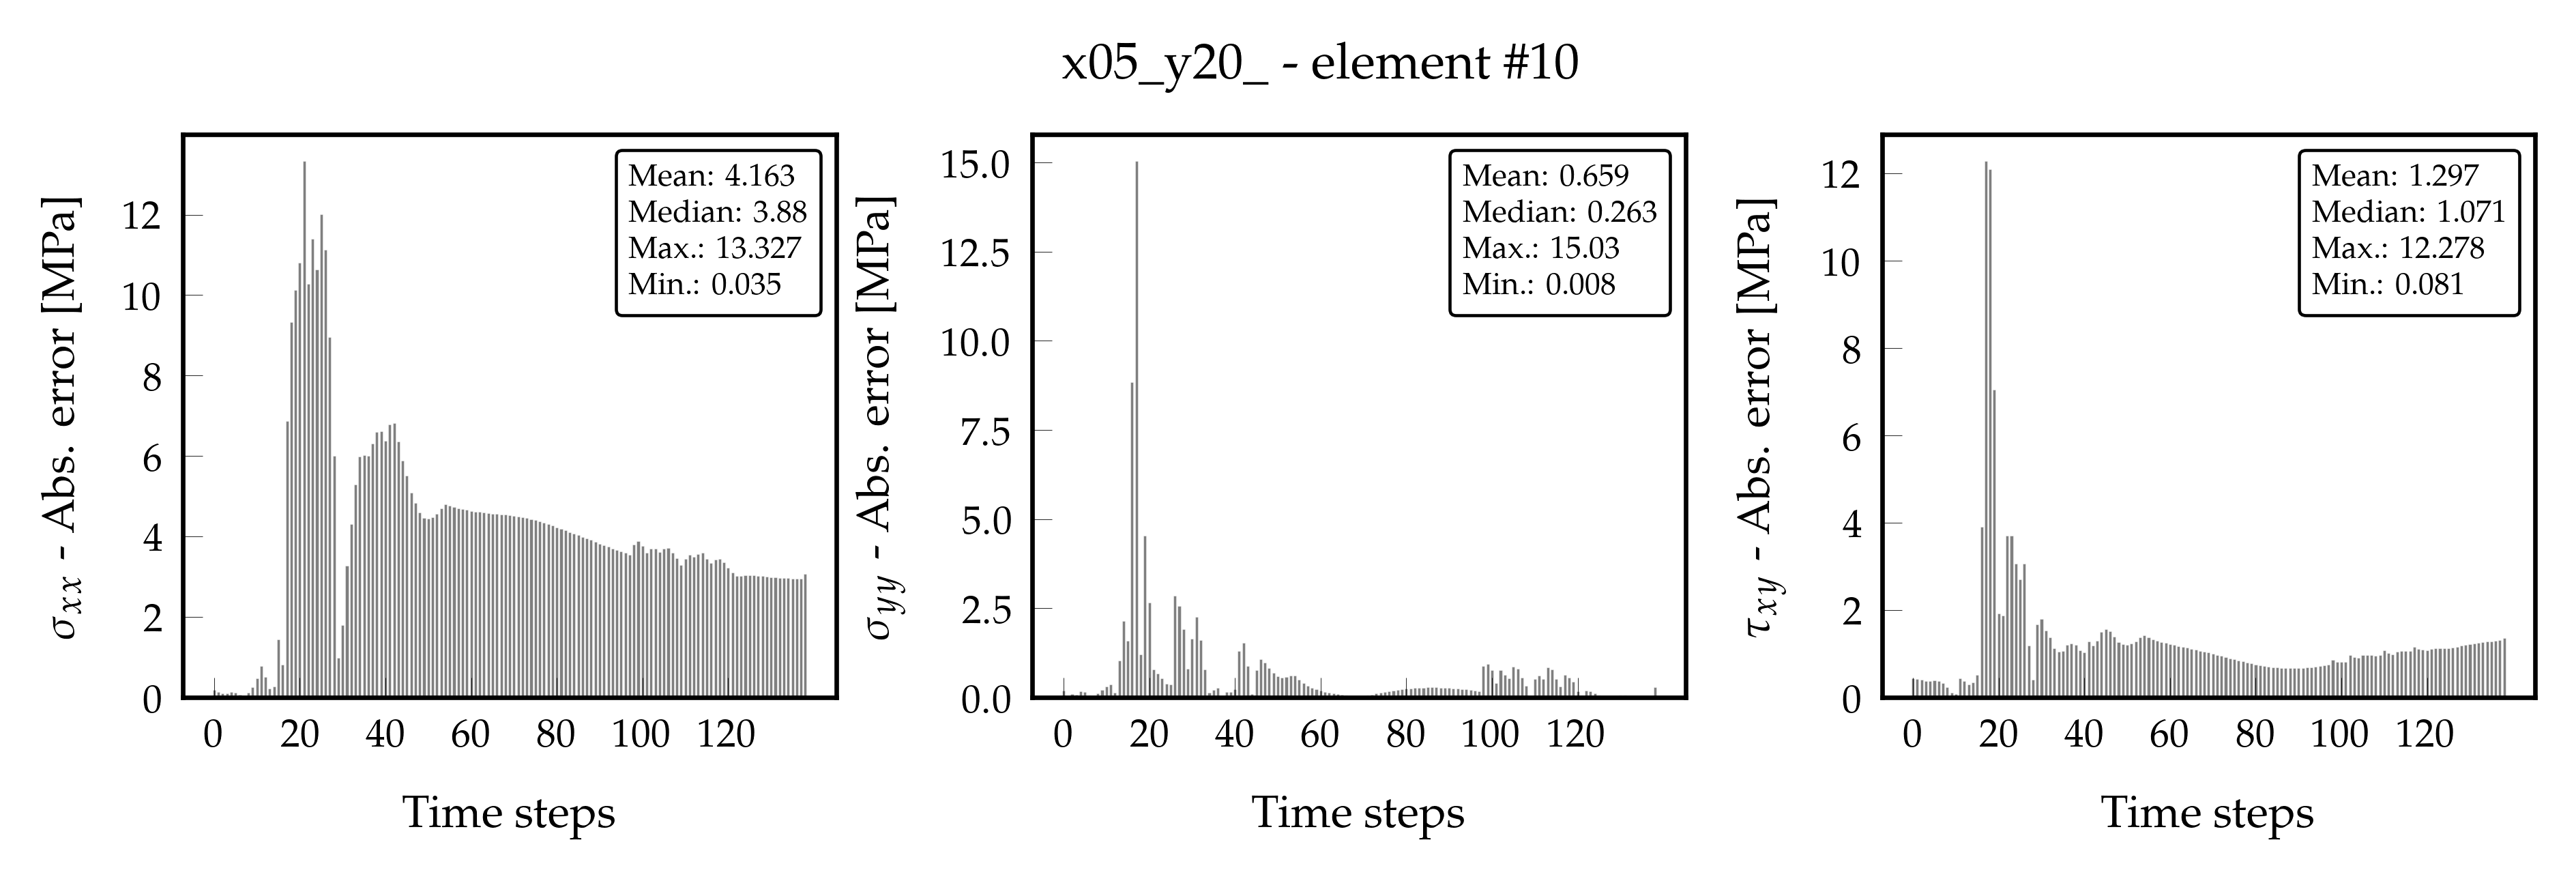 x05_y20_ - element #10
σxx - Abs. error [MPa]
12
10
8
6
4
2
0
0 20 40 60 80 100 120
Time steps
Mean: 4.163
Median: 3.88
Max.: 13.327
Min.: 0.035
σyy - Abs. error [MPa]
15.0
12.5
10.0
7.5
5.0
2.5
0.0
0 20 40 60 80 100 120
Time steps
Mean: 0.659
Median: 0.263
Max.: 15.03
Min.: 0.008
τxy - Abs. error [MPa]
12
10
8
6
4
2
0
0 20 40 60 80 100 120
Time steps
Mean: 1.297
Median: 1.071
Max.: 12.278
Min.: 0.081